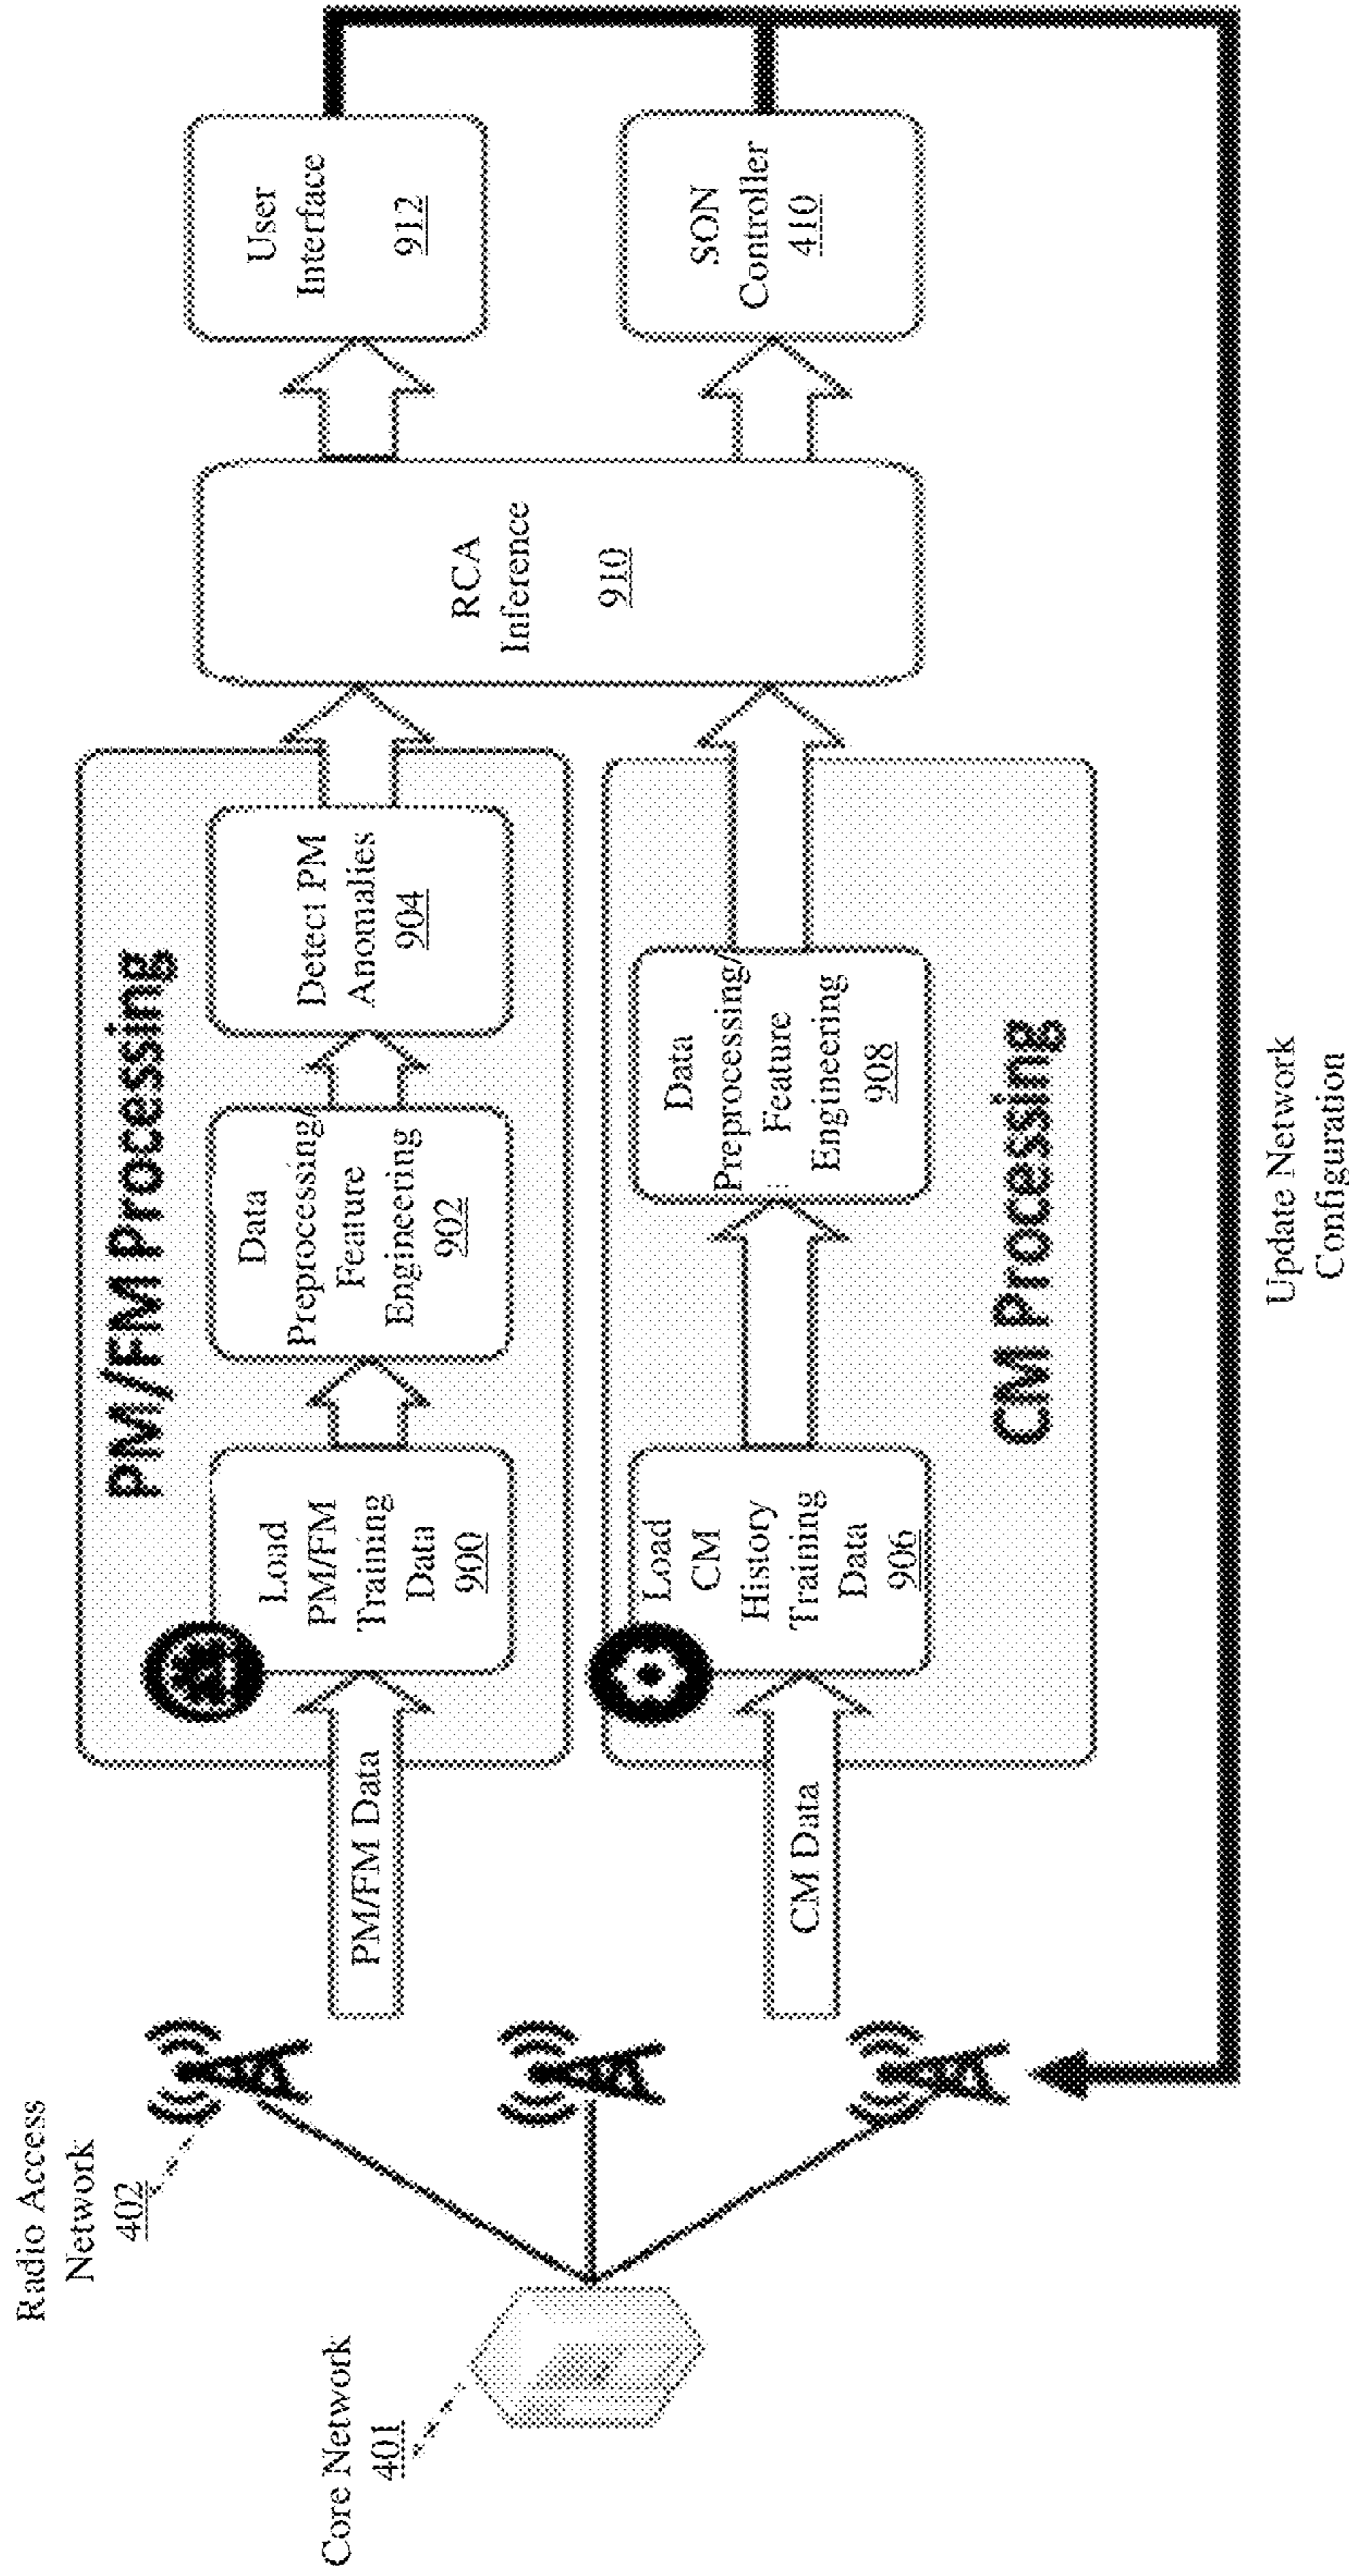 Radio Access
Network
402
Core Network
401
PM/FM Data
CM Data
PM/FM Processing
Load
PM/FM
Training
Data
900
Data
Preprocessing/
Feature
Engineering
902
Detect PM
Anomalies
904
Load
CM
History
Training
Data
906
Data
Preprocessing/
Feature
Engineering
908
CM Processing
RCA
Inference
910
User
Interface
912
SON
Controller
410
Update Network
Configuration